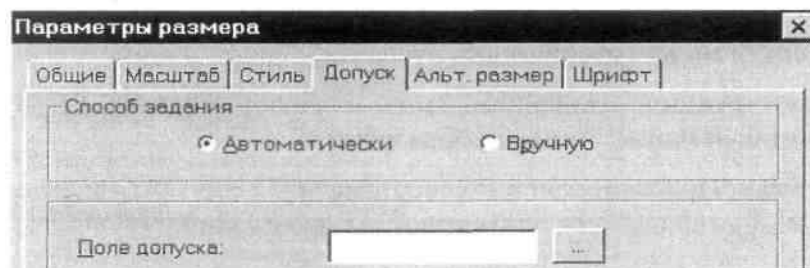 Параметры размера
Общие Масштаб Стиль Допуск Альт. размер Шрифт
Способ задания
Автоматически Вручную
Поле допуска: ...